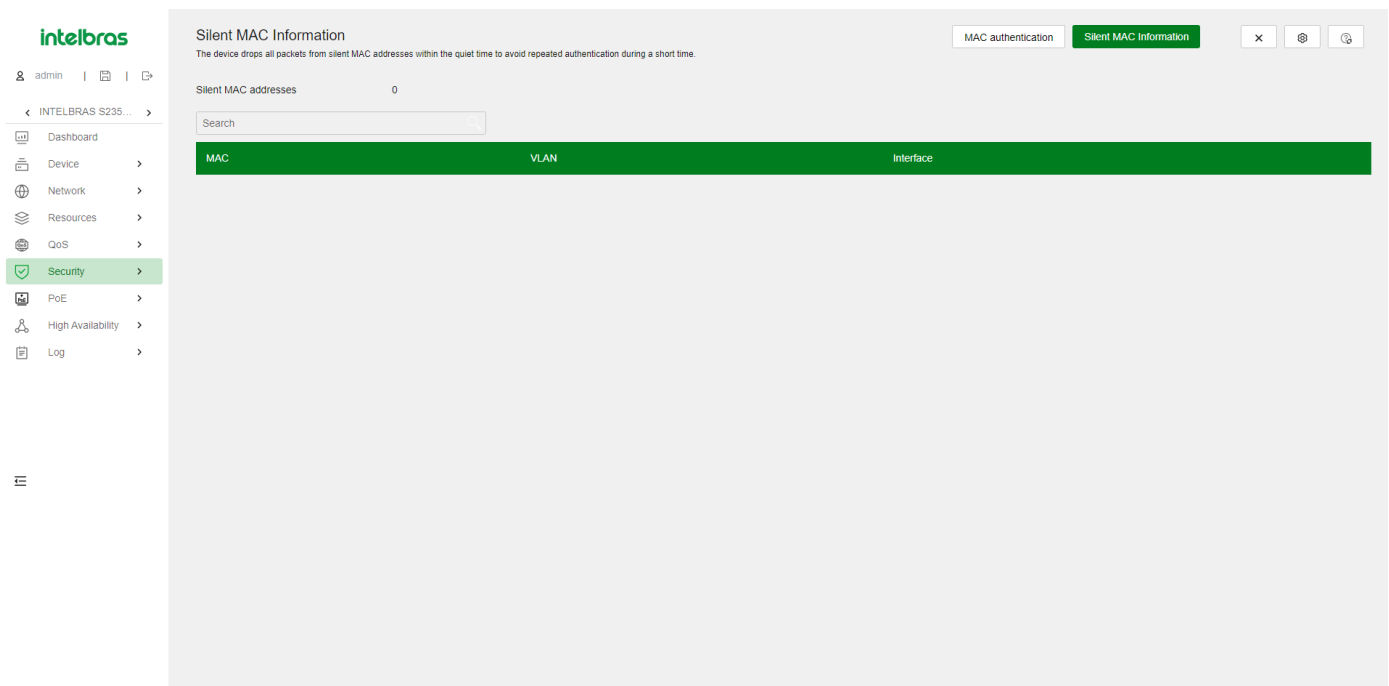 intelbras
admin | |
INTELBRAS S235...
Dashboard
Device
Network
Resources
QoS
Security
PoE
High Availability
Log
Silent MAC Information
The device drops all packets from silent MAC addresses within the quiet time to avoid repeated authentication during a short time.
MAC authentication
Silent MAC Information
Silent MAC addresses 0
Search
MAC VLAN Interface